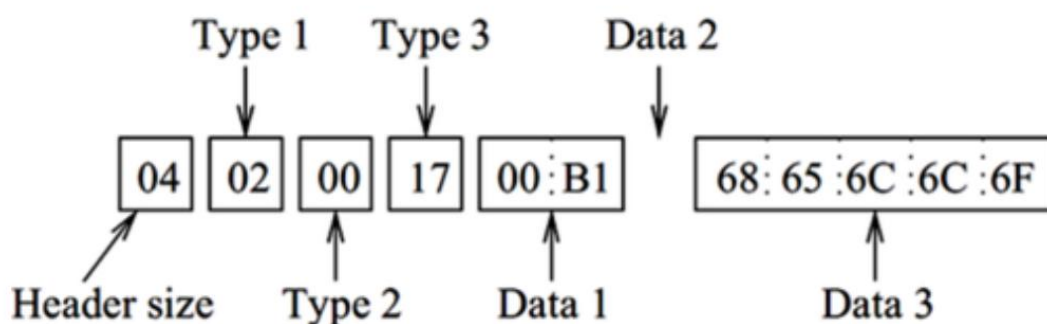 Type 1 Type 3 Data 2
04 02 00 17 00 B1 68 65 6C 6C 6F
Header size Type 2 Data 1 Data 3